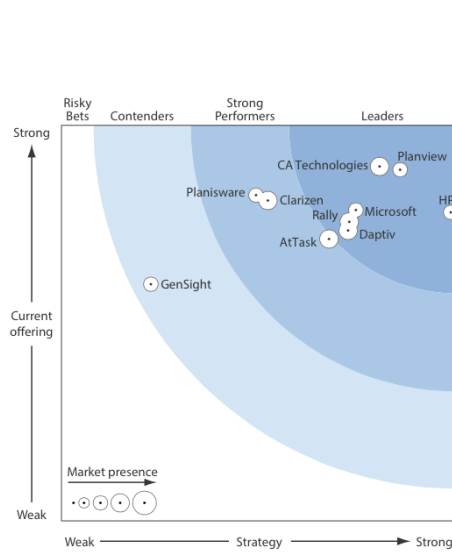 Risky
Bets
Contenders
Strong
Performers
Leaders
Strong
CA Technologies
Planview
Planisware
Clarizen
HP
Rally
Microsoft
AtTask
Daptiv
GenSight
Current
offering
Market presence
Weak
Weak
Strategy
Strong